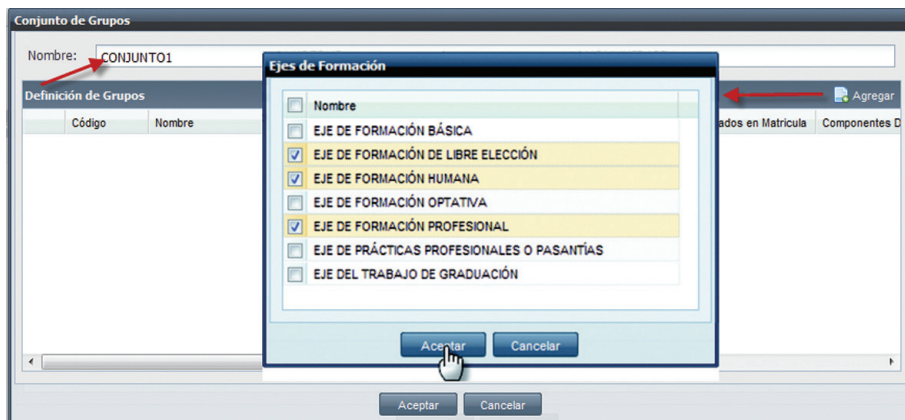 Conjunto de Grupos
Nombre: CONJUNTO1
Definición de Grupos
Agregar
Código Nombre ados en Matricula Componentes D
Ejes de Formación
Nombre
EJE DE FORMACIÓN BÁSICA
EJE DE FORMACIÓN DE LIBRE ELECCIÓN
EJE DE FORMACIÓN HUMANA
EJE DE FORMACIÓN OPTATIVA
EJE DE FORMACIÓN PROFESIONAL
EJE DE PRÁCTICAS PROFESIONALES O PASANTÍAS
EJE DEL TRABAJO DE GRADUACIÓN
Aceptar Cancelar
Aceptar Cancelar